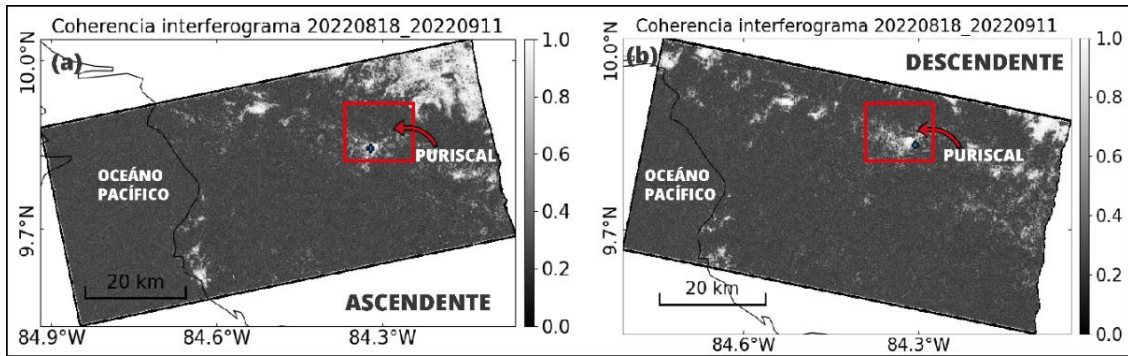 Coherencia interferograma 20220818_20220911
(a)
10.0°N
9.7°N
OCEÁNO
PACÍFICO
PURISCAL
20 km
ASCENDENTE
84.9°W
84.6°W
84.3°W
1.0
0.8
0.6
0.4
0.2
0.0
Coherencia interferograma 20220818_20220911
(b)
DESCENDENTE
10.0°N
9.7°N
OCEÁNO
PACÍFICO
PURISCAL
20 km
84.6°W
84.3°W
1.0
0.8
0.6
0.4
0.2
0.0